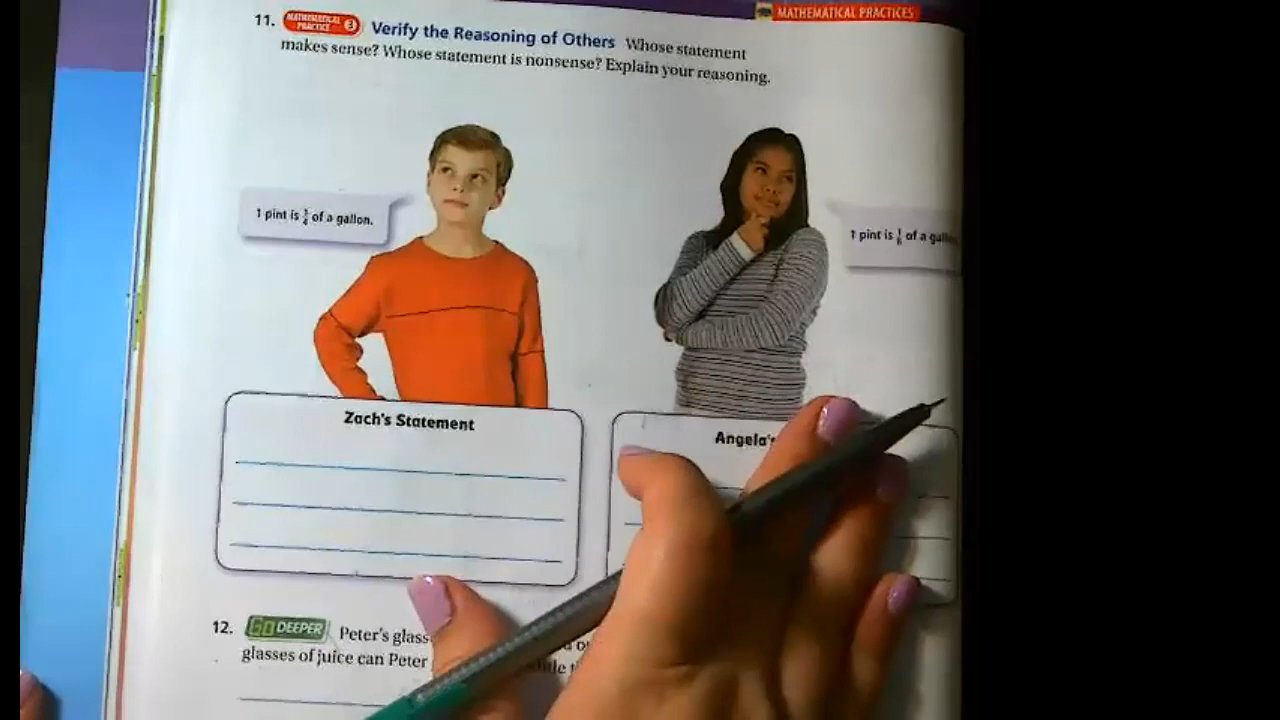 MATHEMATICAL PRACTICES
11. MATHEMATICAL PRACTICE 3 Verify the Reasoning of Others Whose statement
makes sense? Whose statement is nonsense? Explain your reasoning.
1 pint is of a gallon.
1 pint is 1/8 of a
Zach's Statement
Angela's
12. GO DEEPER Peter's glass
glasses of juice can Peter